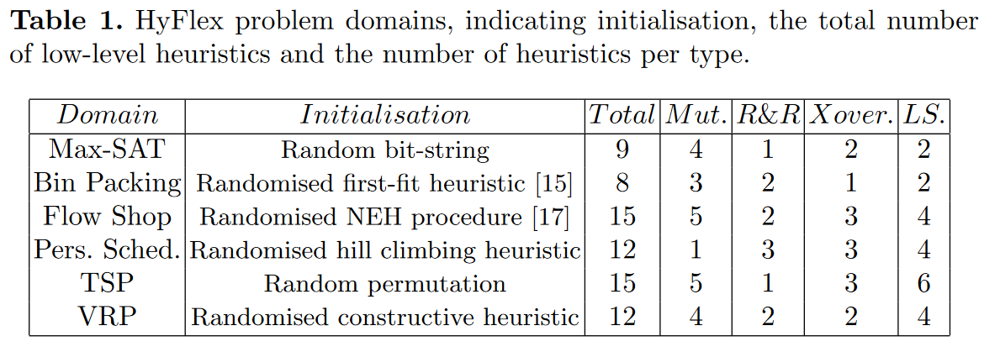 Table 1. HyFlex problem domains, indicating initialisation, the total number
of low-level heuristics and the number of heuristics per type.
Domain Initialisation Total Mut. R&R Xover. LS.
Max-SAT Random bit-string 9 4 1 2 2
Bin Packing Randomised first-fit heuristic [15] 8 3 2 1 2
Flow Shop Randomised NEH procedure [17] 15 5 2 3 4
Pers. Sched. Randomised hill climbing heuristic 12 1 3 3 4
TSP Random permutation 15 5 1 3 6
VRP Randomised constructive heuristic 12 4 2 2 4